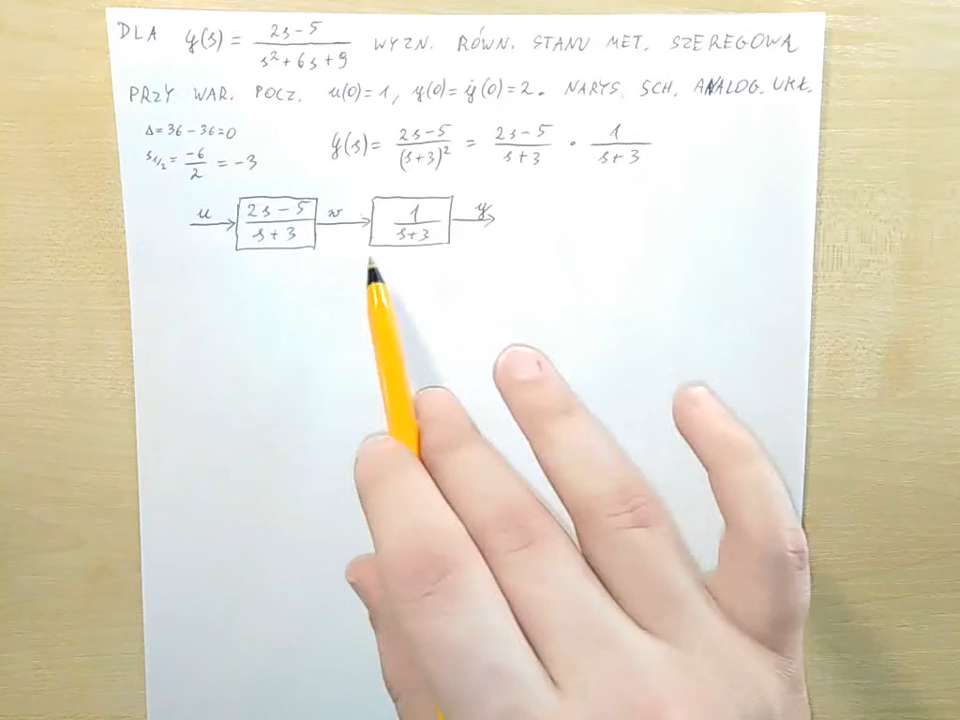 DLA g(s) = (2s-5)/(s²+6s+9) WYZN. RÓWN. STANU MET. SZEREGOWĄ
PRZY WAR. POCZ. u(0)=1, y(0)=ẏ(0)=2. NARYS. SCH. ANALOG. UKŁ.
Δ=36-36=0
s₁/₂ = -6/2 = -3
g(s) = (2s-5)/(s+3)² = (2s-5)/(s+3) · 1/(s+3)
u (2s-5)/(s+3) v 1/(s+3) y